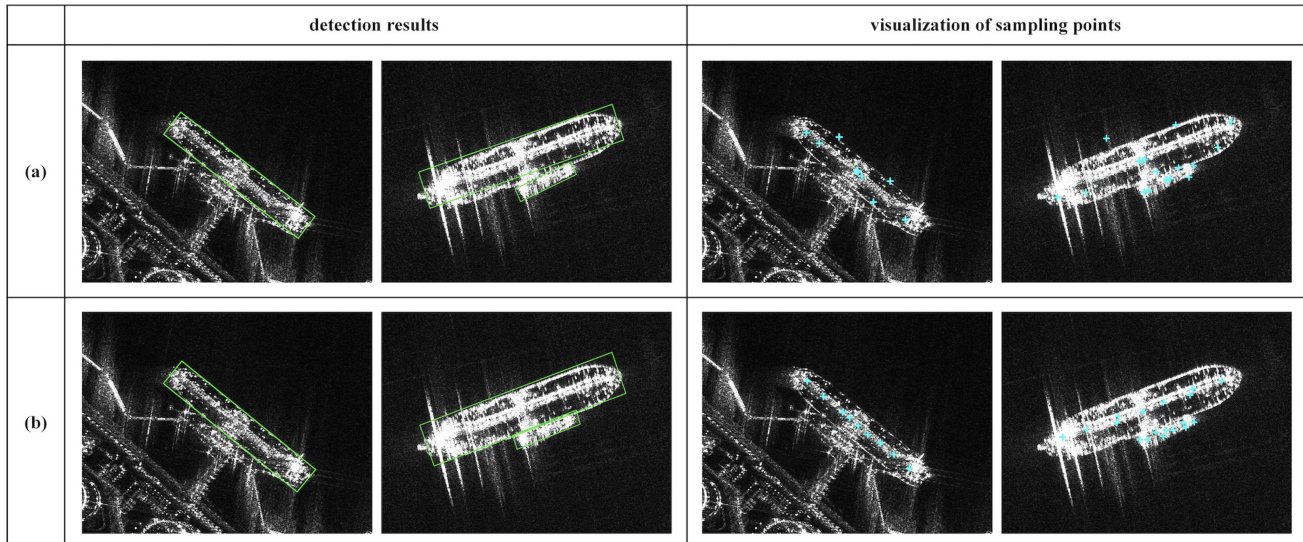 detection results
visualization of sampling points
(a)
(b)